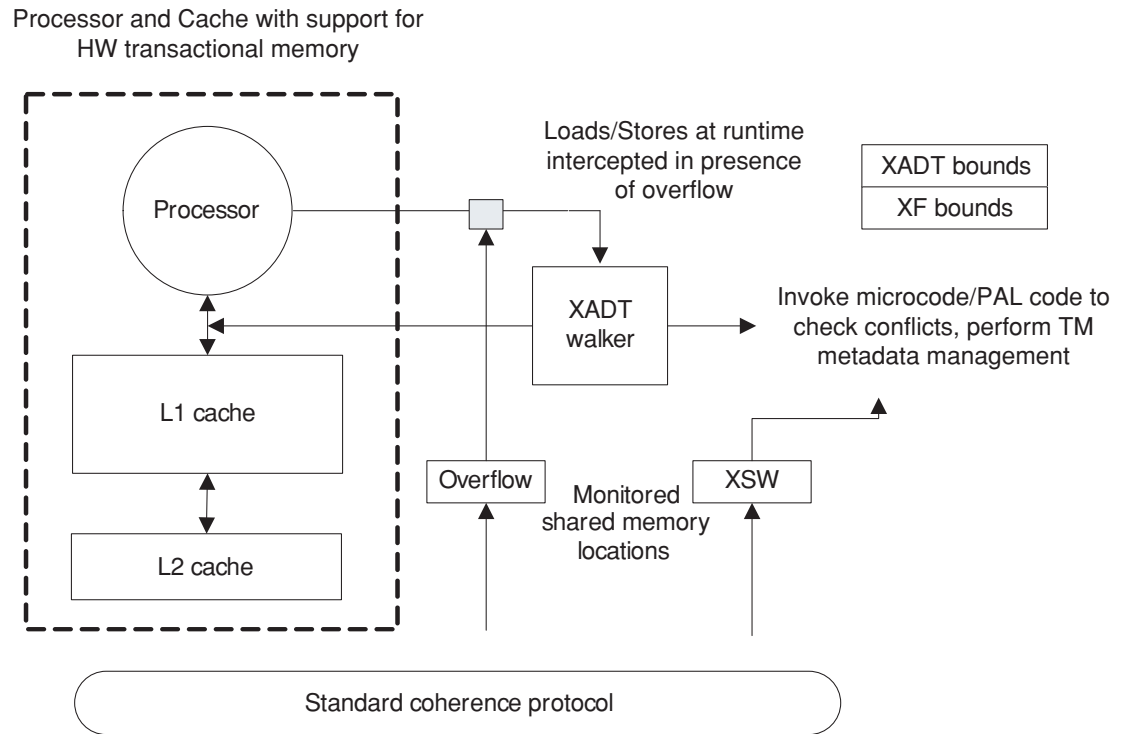 Processor and Cache with support for
HW transactional memory
Loads/Stores at runtime
intercepted in presence
of overflow
XADT bounds
XF bounds
Processor
XADT
walker
Invoke microcode/PAL code to
check conflicts, perform TM
metadata management
L1 cache
Overflow
XSW
Monitored
shared memory
locations
L2 cache
Standard coherence protocol